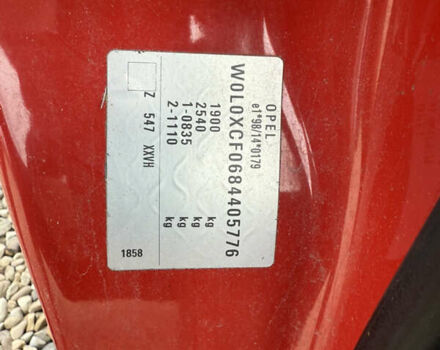 OPEL
e1*98/14*0179
W0L0XCF0684405776
1900 kg
2540 kg
1-0835 kg
2-1110 kg
Z 547 XXVH
1858